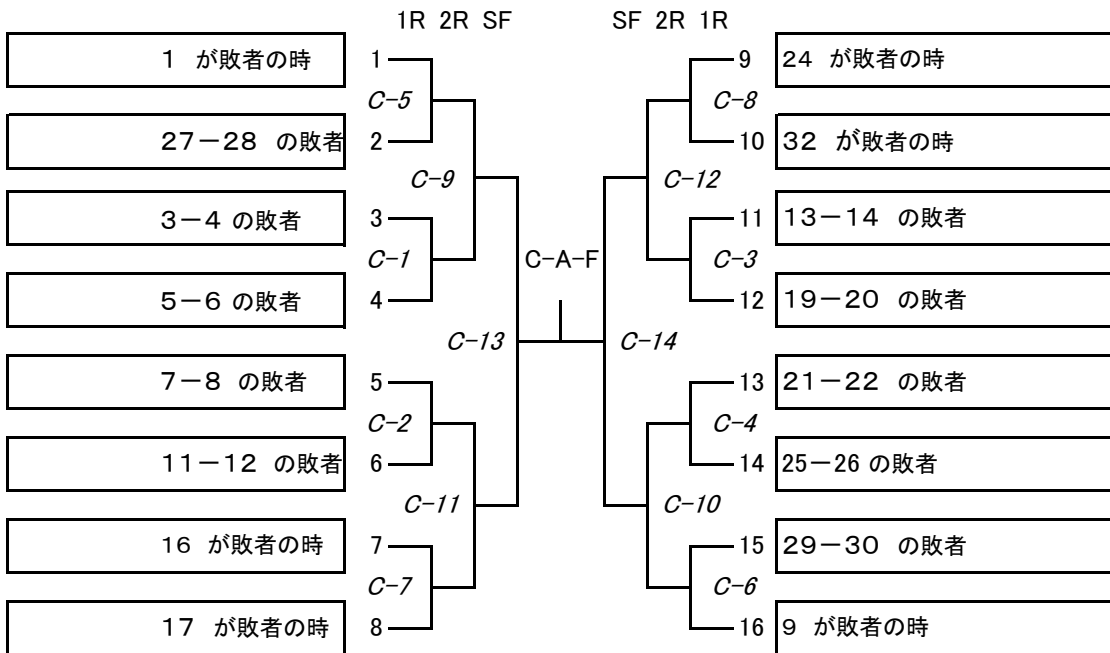 1R 2R SF
SF 2R 1R
1 が敗者の時 1
9 24 が敗者の時
C-5
C-8
27－28 の敗者 2
10 32 が敗者の時
C-9
C-12
3－4 の敗者 3
11 13－14 の敗者
C-1
C-A-F
C-3
5－6 の敗者 4
12 19－20 の敗者
C-13
C-14
7－8 の敗者 5
13 21－22 の敗者
C-2
C-4
11－12 の敗者 6
14 25－26 の敗者
C-11
C-10
16 が敗者の時 7
15 29－30 の敗者
C-7
C-6
17 が敗者の時 8
16 9 が敗者の時